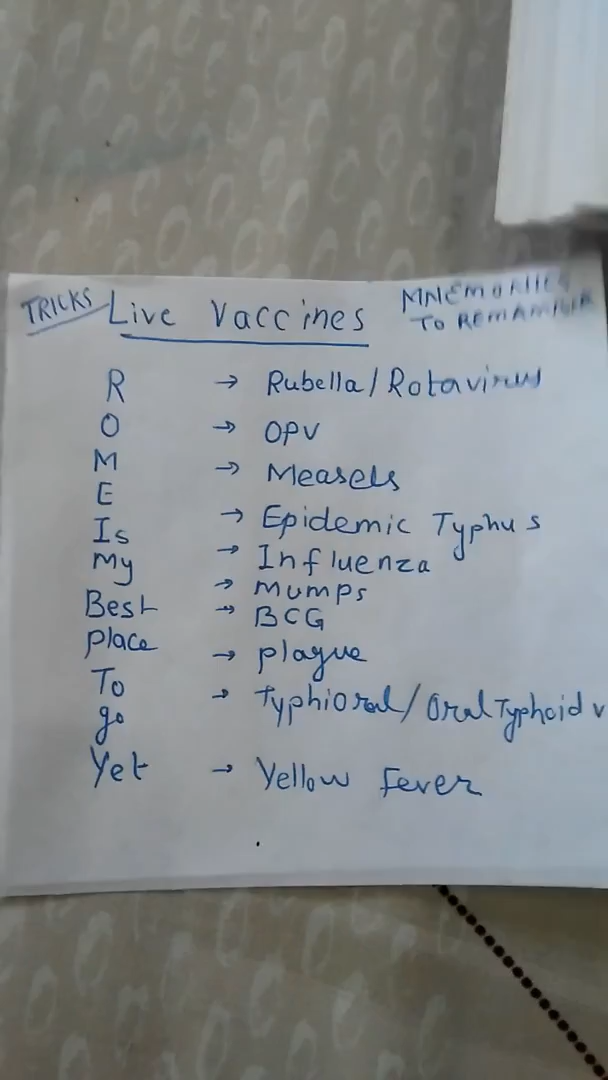 TRICKS Live Vaccines MNEMONICS
TO REMAMBER
R → Rubella/Rotavirus
O → OPV
M → Measels
E → Epidemic Typhus
Is → Influenza
My → Mumps
Best → BCG
Place → Plague
To → Typhioral/Oral Typhoid v
go
Yet → Yellow Fever